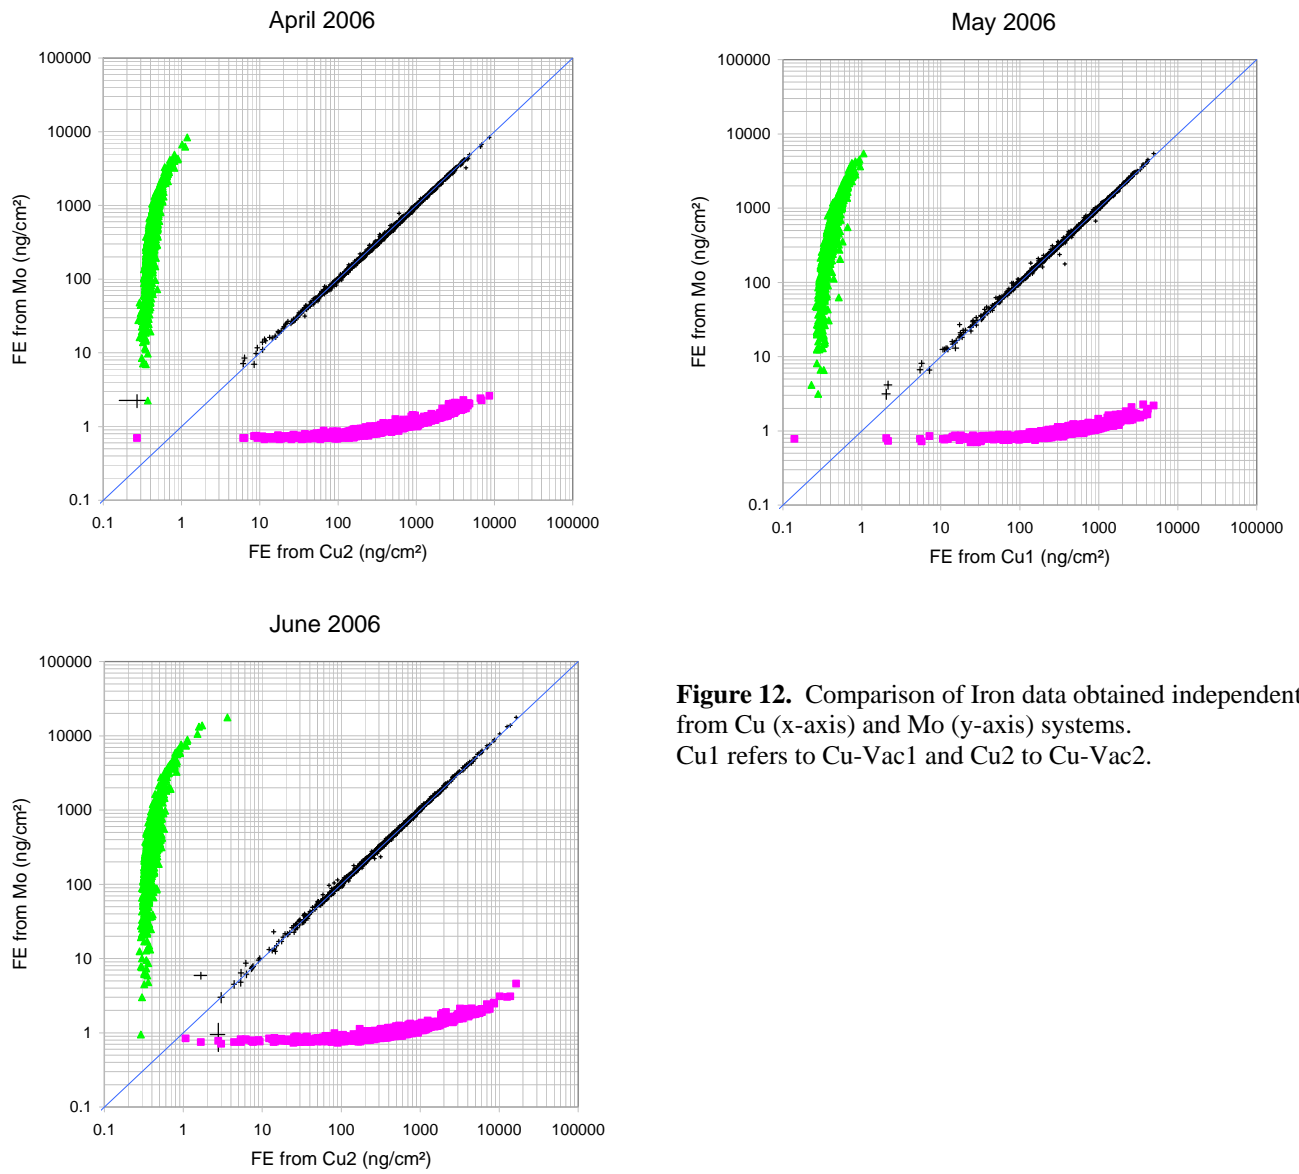 April 2006
100000
10000
1000
100
10
1
0.1
FE from Mo (ng/cm²)
0.1 1 10 100 1000 10000 100000
FE from Cu2 (ng/cm²)
May 2006
100000
10000
1000
100
10
1
0.1
FE from Mo (ng/cm²)
0.1 1 10 100 1000 10000 100000
FE from Cu1 (ng/cm²)
June 2006
100000
10000
1000
100
10
1
0.1
FE from Mo (ng/cm²)
0.1 1 10 100 1000 10000 100000
FE from Cu2 (ng/cm²)
Figure 12. Comparison of Iron data obtained independent
from Cu (x-axis) and Mo (y-axis) systems.
Cu1 refers to Cu-Vac1 and Cu2 to Cu-Vac2.